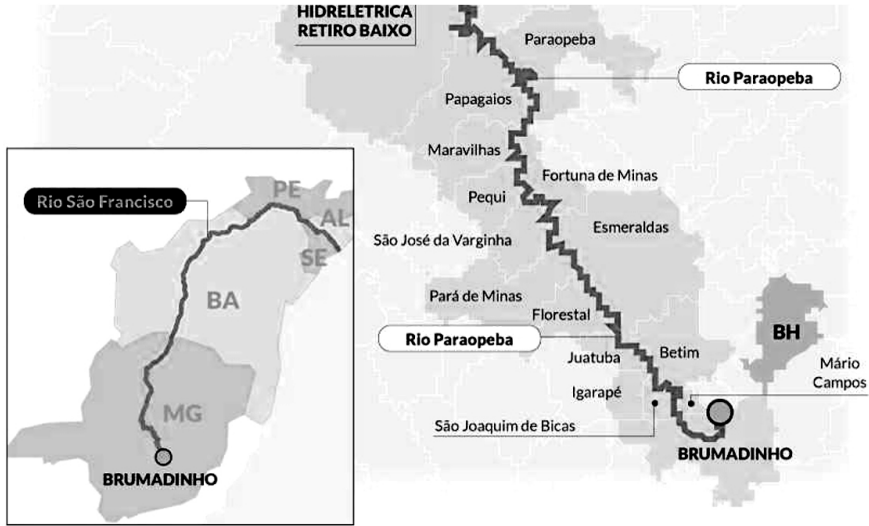 HIDRELETRICA
RETIRO BAIXO
Paraopeba
Rio Paraopeba
Papagaios
Maravilhas
Fortuna de Minas
Pequi
Esmeraldas
São José da Varginha
Pará de Minas
Florestal
Rio Paraopeba
BH
Juatuba
Betim
Mário
Campos
Igarapé
São Joaquim de Bicas
BRUMADINHO
Rio São Francisco
PE
AL
SE
BA
MG
BRUMADINHO